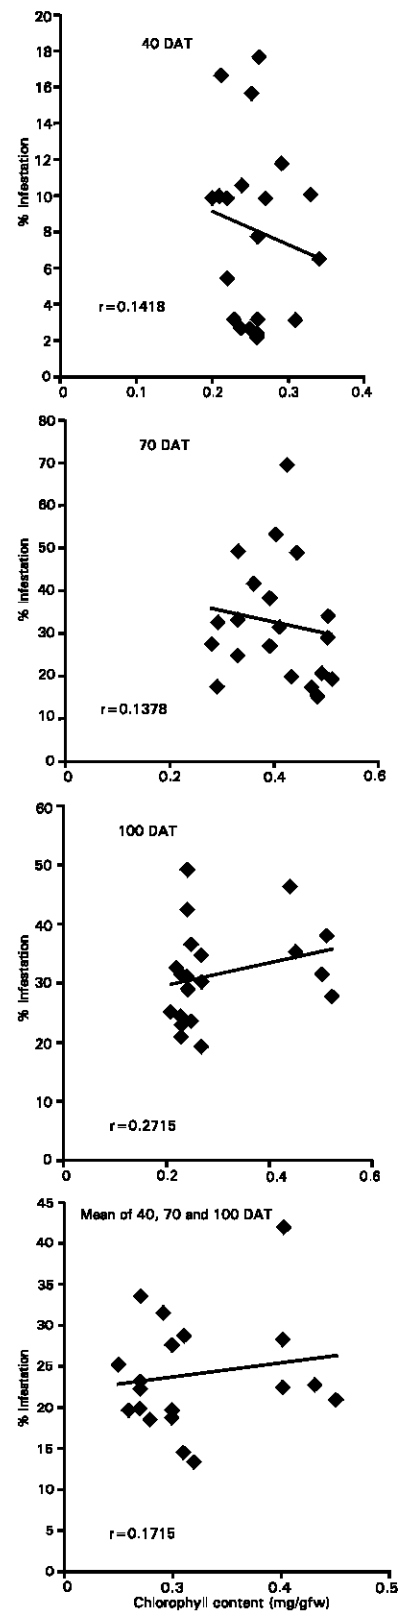 20
40 DAT
18
16
14
12
% Infestation
10
8
6
4
r=0.1418
2
0
0 0.1 0.2 0.3 0.4
80
70 DAT
70
60
50
% Infestation
40
30
20
10
r=0.1378
0
0 0.2 0.4 0.6
60
100 DAT
50
40
% Infestation
30
20
10
r=0.2715
0
0 0.2 0.4 0.6
45
Mean of 40, 70 and 100 DAT
40
35
30
25
% Infestation
20
15
10
5
r=0.1715
0
0 0.3 0.4 0.5
Chlorophyll content (mg/gfw)